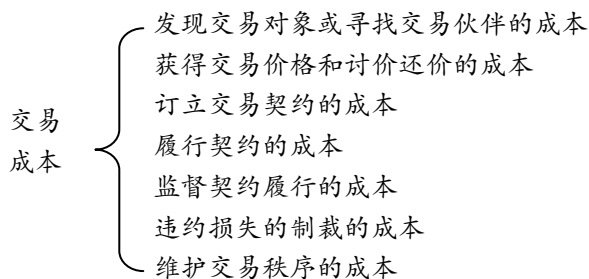 交易
成本
发现交易对象或寻找交易伙伴的成本
获得交易价格和讨价还价的成本
订立交易契约的成本
履行契约的成本
监督契约履行的成本
违约损失的制裁的成本
维护交易秩序的成本